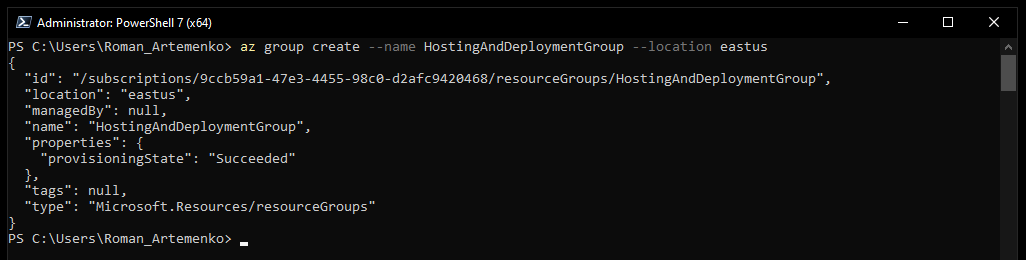 Administrator: PowerShell 7 (x64)
PS C:\Users\Roman_Artemenko> az group create --name HostingAndDeploymentGroup --location eastus
{
  "id": "/subscriptions/9ccb59a1-47e3-4455-98c0-d2afc9420468/resourceGroups/HostingAndDeploymentGroup",
  "location": "eastus",
  "managedBy": null,
  "name": "HostingAndDeploymentGroup",
  "properties": {
    "provisioningState": "Succeeded"
  },
  "tags": null,
  "type": "Microsoft.Resources/resourceGroups"
}
PS C:\Users\Roman_Artemenko>